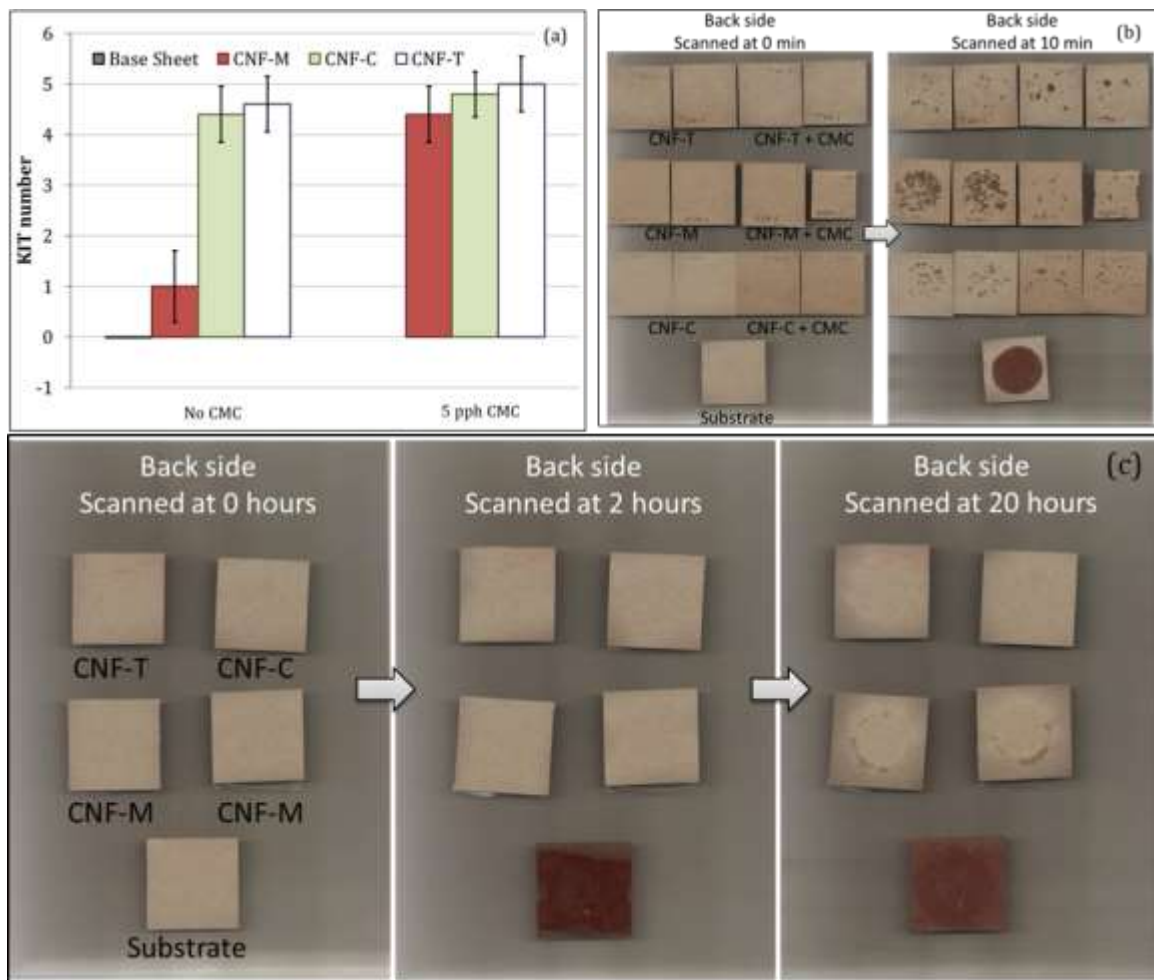 (a)
Base Sheet CNF-M CNF-C CNF-T
6
5
4
3
2
1
0
-1
KIT number
No CMC 5 pph CMC
(b)
Back side
Scanned at 0 min
Back side
Scanned at 10 min
CNF-T CNF-T + CMC
CNF-M CNF-M + CMC
CNF-C CNF-C + CMC
Substrate
(c)
Back side
Scanned at 0 hours
Back side
Scanned at 2 hours
Back side
Scanned at 20 hours
CNF-T CNF-C
CNF-M CNF-M
Substrate